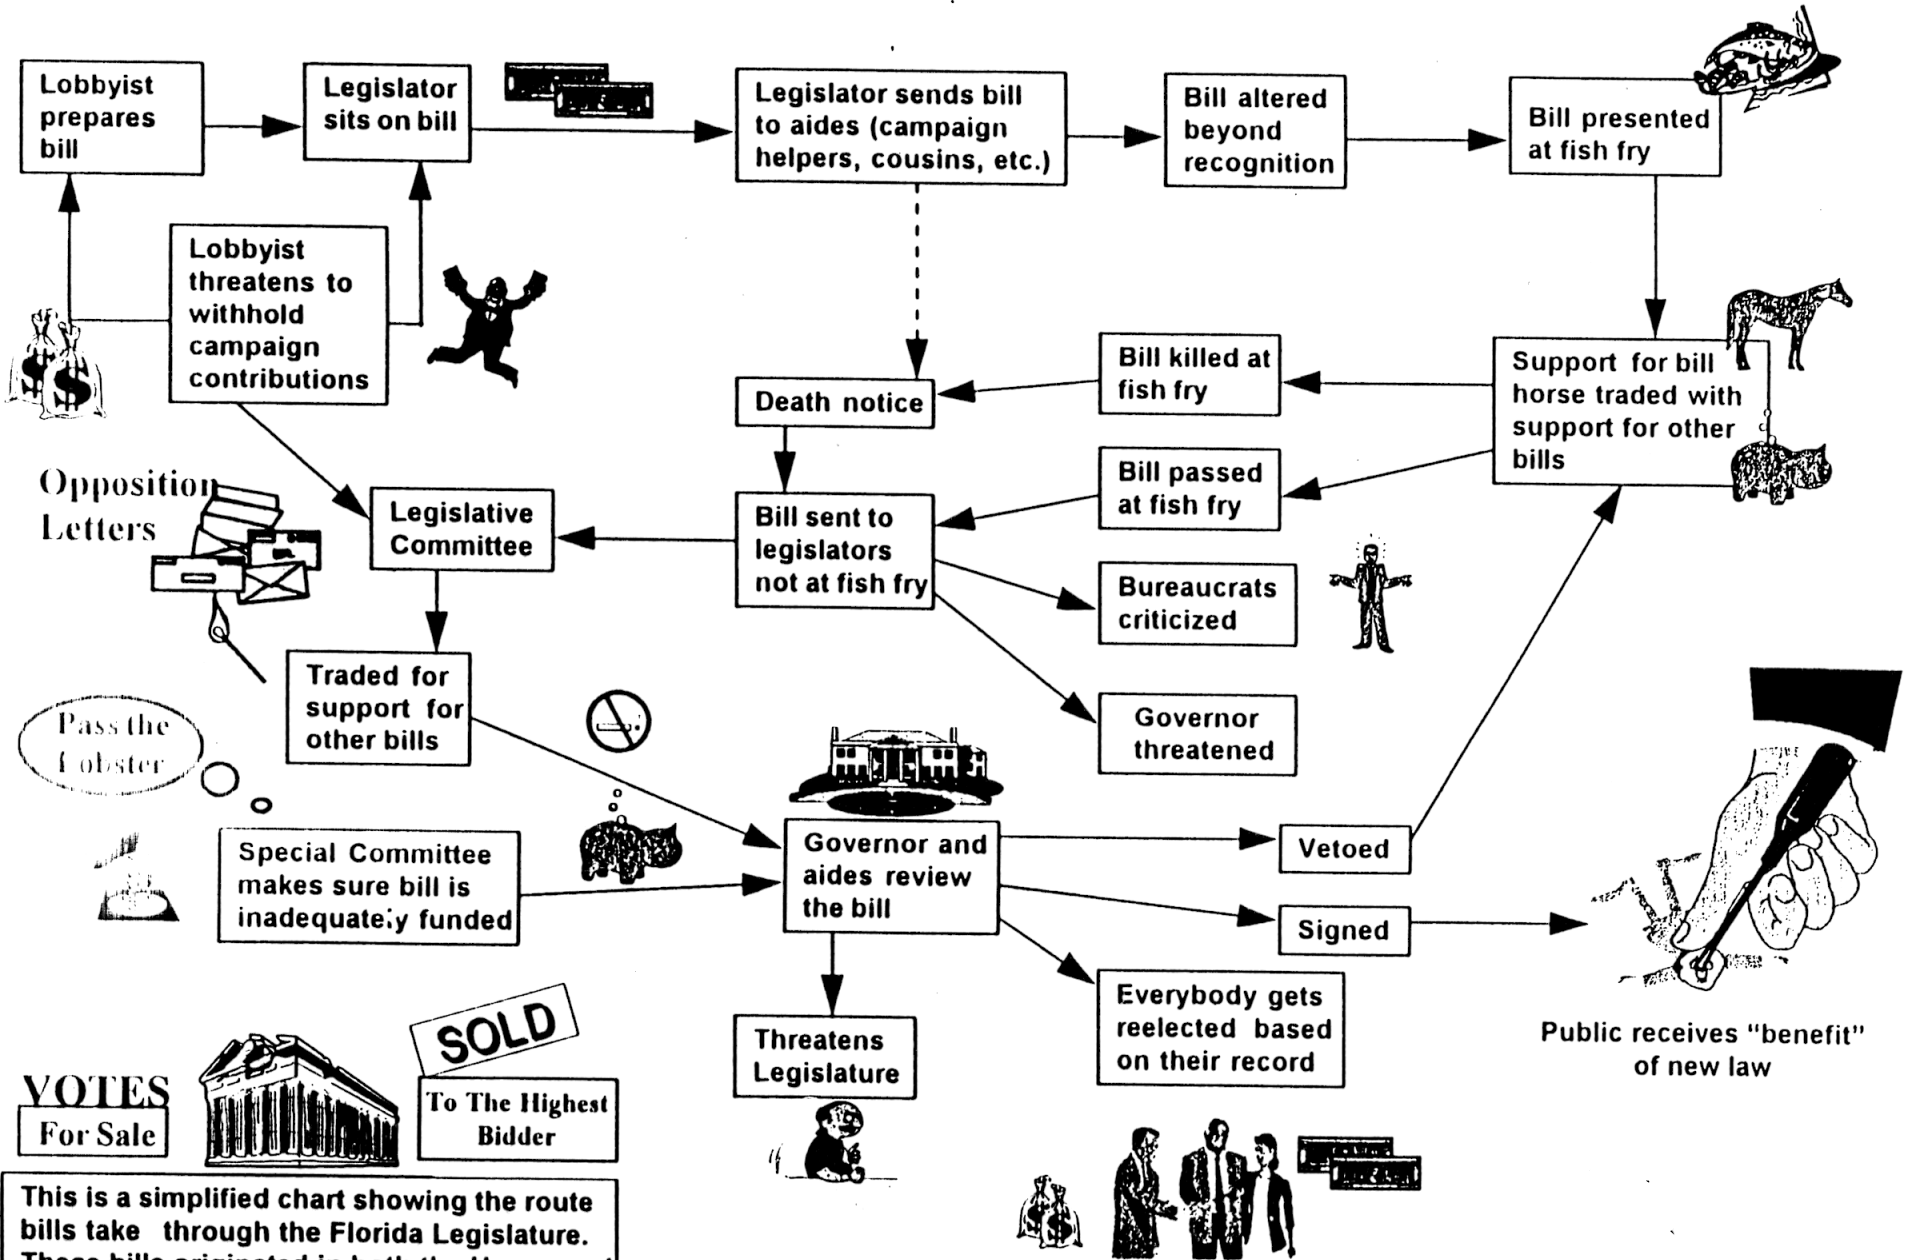 Lobbyist
prepares
bill
Legislator
sits on bill
Legislator sends bill
to aides (campaign
helpers, cousins, etc.)
Bill altered
beyond
recognition
Bill presented
at fish fry
Lobbyist
threatens to
withhold
campaign
contributions
Bill killed at
fish fry
Support for bill
horse traded with
support for other
bills
Death notice
Opposition
Letters
Bill passed
at fish fry
Legislative
Committee
Bill sent to
legislators
not at fish fry
Bureaucrats
criticized
Traded for
support for
other bills
Governor
threatened
Pass the
Lobster
Special Committee
makes sure bill is
inadequately funded
Governor and
aides review
the bill
Vetoed
Signed
Everybody gets
reelected based
on their record
Threatens
Legislature
Public receives "benefit"
of new law
SOLD
VOTES
For Sale
To The Highest
Bidder
This is a simplified chart showing the route
bills take through the Florida Legislature.